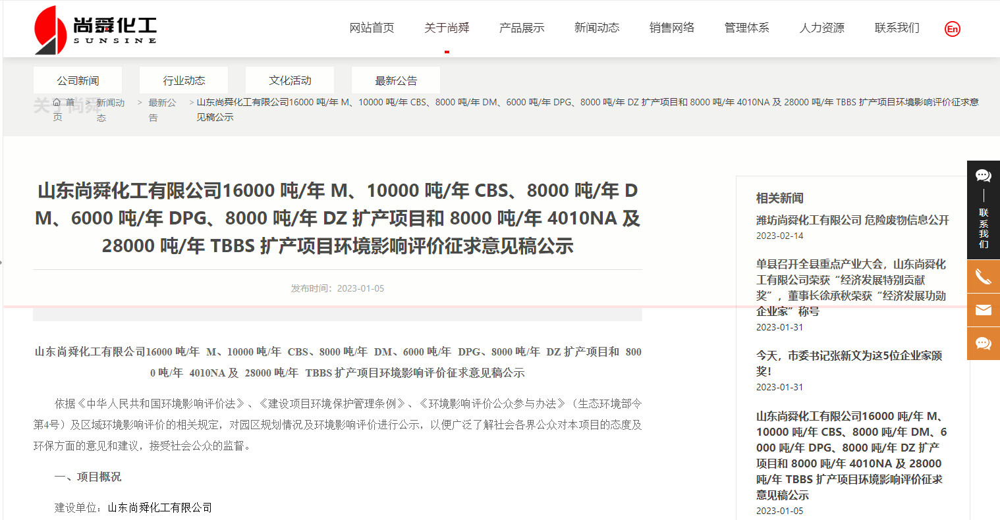 尚舜化工
SUNSINE
网站首页
关于尚舜
产品展示
新闻动态
销售网络
管理体系
人力资源
联系我们
En
公司新闻
行业动态
文化活动
最新公告
关于尚舜
首
页
> 新闻动
态
> 最新公
告
> 山东尚舜化工有限公司16000 吨/年 M、10000 吨/年 CBS、8000 吨/年 DM、6000 吨/年 DPG、8000 吨/年 DZ 扩产项目和 8000 吨/年 4010NA 及 28000 吨/年 TBBS 扩产项目环境影响评价征求意
见稿公示
山东尚舜化工有限公司16000 吨/年 M、10000 吨/年 CBS、8000 吨/年 D
M、6000 吨/年 DPG、8000 吨/年 DZ 扩产项目和 8000 吨/年 4010NA 及
28000 吨/年 TBBS 扩产项目环境影响评价征求意见稿公示
发布时间：2023-01-05
山东尚舜化工有限公司16000 吨/年 M、10000 吨/年 CBS、8000 吨/年 DM、6000 吨/年 DPG、8000 吨/年 DZ 扩产项目和 800
0 吨/年 4010NA 及 28000 吨/年 TBBS 扩产项目环境影响评价征求意见稿公示
依据《中华人民共和国环境影响评价法》、《建设项目环境保护管理条例》、《环境影响评价公众参与办法》（生态环境部令
第4号）及区域环境影响评价的相关规定，对园区规划情况及环境影响评价进行公示，以便广泛了解社会各界公众对本项目的态度及
环保方面的意见和建议，接受社会公众的监督。
一、项目概况
建设单位：山东尚舜化工有限公司
相关新闻
潍坊尚舜化工有限公司 危险废物信息公开
2023-02-14
单县召开全县重点产业大会，山东尚舜化
工有限公司荣获“经济发展特别贡献
奖”，董事长徐承秋荣获“经济发展功勋
企业家”称号
2023-01-31
今天，市委书记张新文为这5位企业家颁
奖！
2023-01-31
山东尚舜化工有限公司16000 吨/年 M、
10000 吨/年 CBS、8000 吨/年 DM、6
000 吨/年 DPG、8000 吨/年 DZ 扩产
项目和 8000 吨/年 4010NA 及 28000
吨/年 TBBS 扩产项目环境影响评价征求
意见稿公示
2023-01-05
联
系
我
们